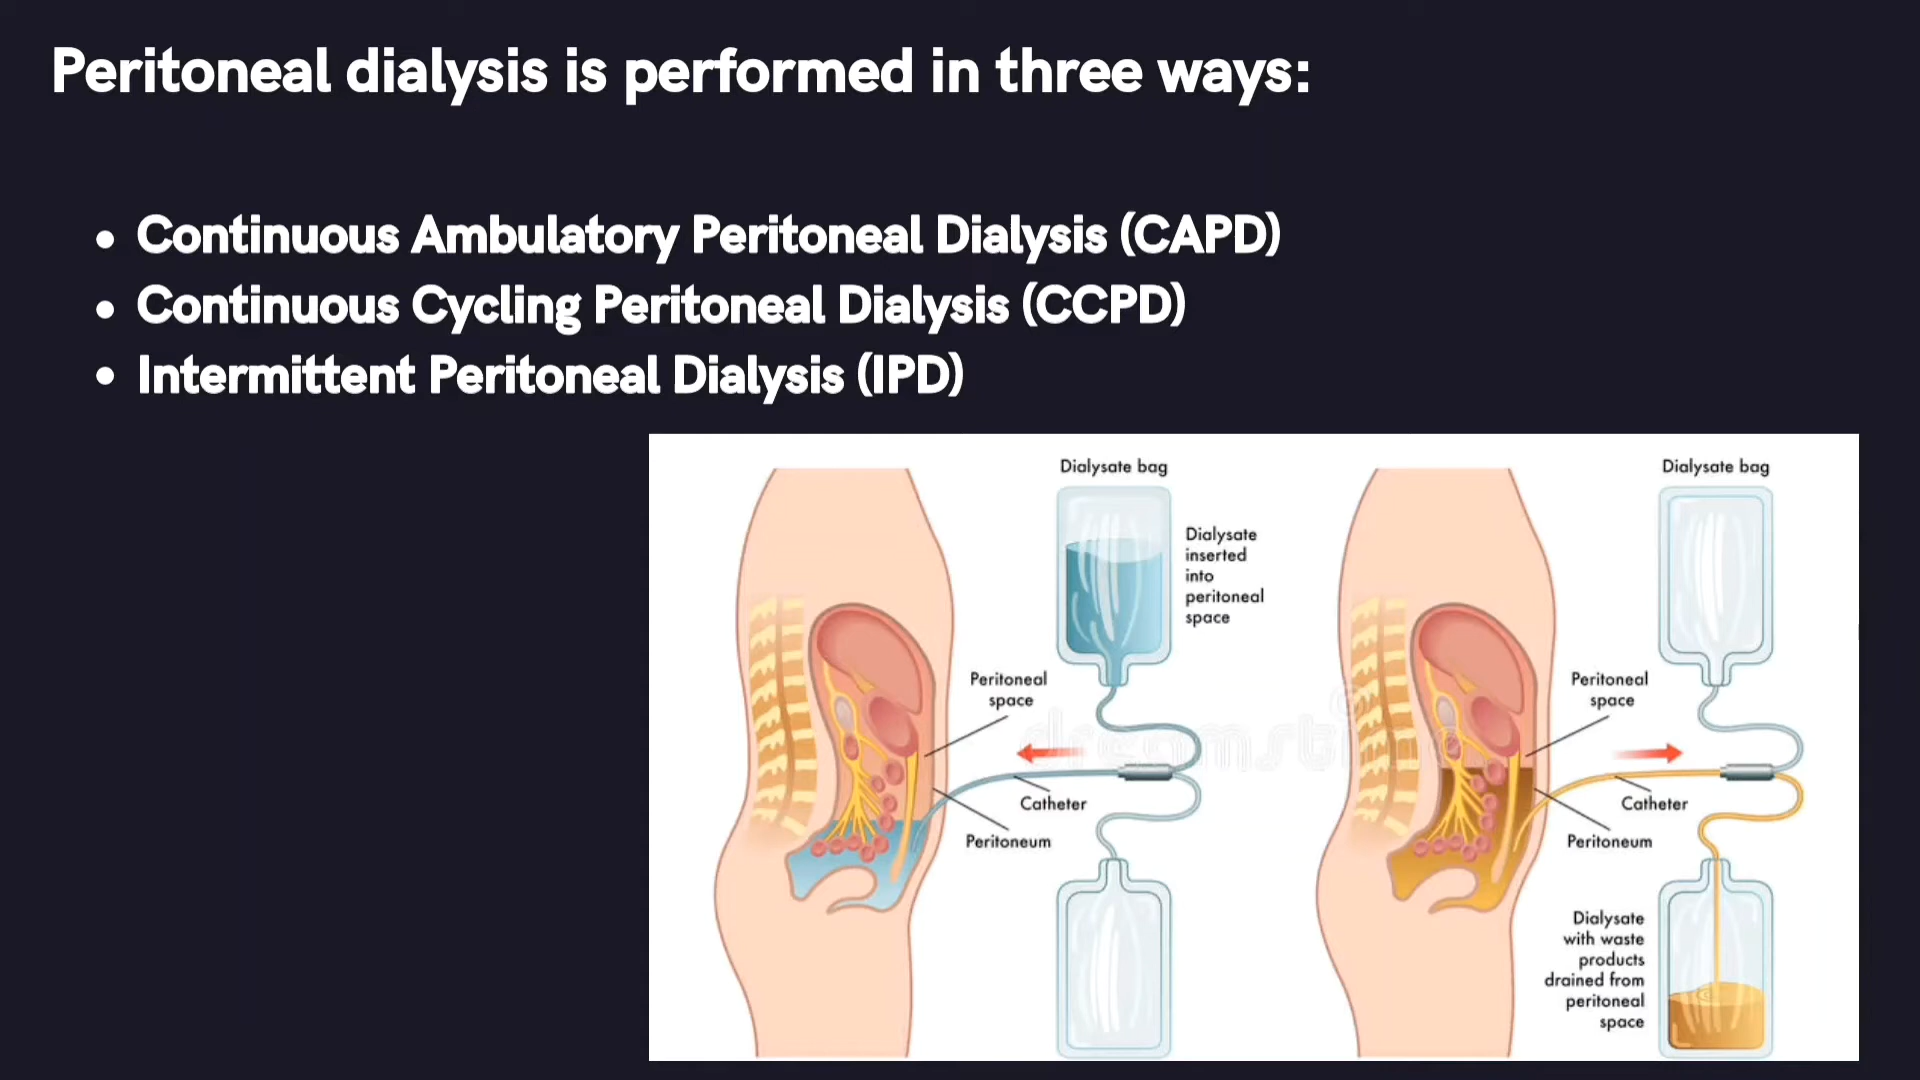 Peritoneal dialysis is performed in three ways:
• Continuous Ambulatory Peritoneal Dialysis (CAPD)
• Continuous Cycling Peritoneal Dialysis (CCPD)
• Intermittent Peritoneal Dialysis (IPD)
Dialysate bag
Dialysate
inserted
into
peritoneal
space
Peritoneal
space
Catheter
Peritoneum
Dialysate bag
Peritoneal
space
Catheter
Peritoneum
Dialysate
with waste
products
drained from
peritoneal
space